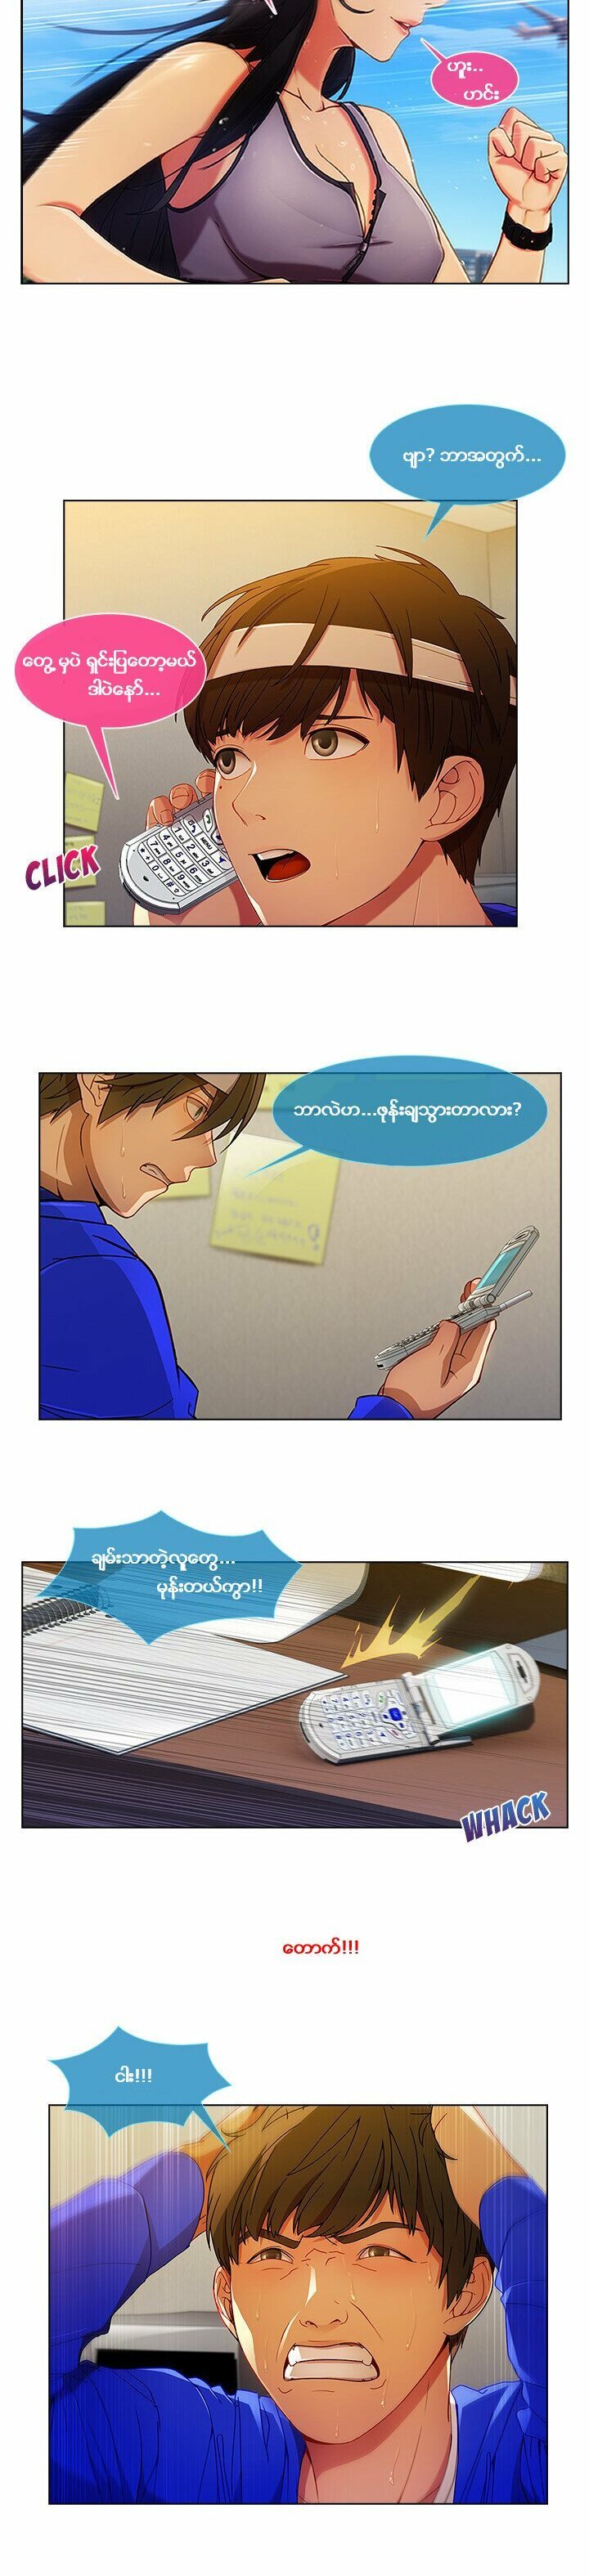 ဟူး..
ဟင်း
ဗျာ? ဘာအတွက်...
တွေ့မှပဲ ရှင်းပြတော့မယ်
ဒါပဲနော်...
CLICK
ဘာလဲဟ...ဖုန်းချသွားတာလား?
ချမ်းသာတဲ့လူတွေ...
မုန်းတယ်ကွာ!!
WHACK
တောက်!!!
ငါး!!!